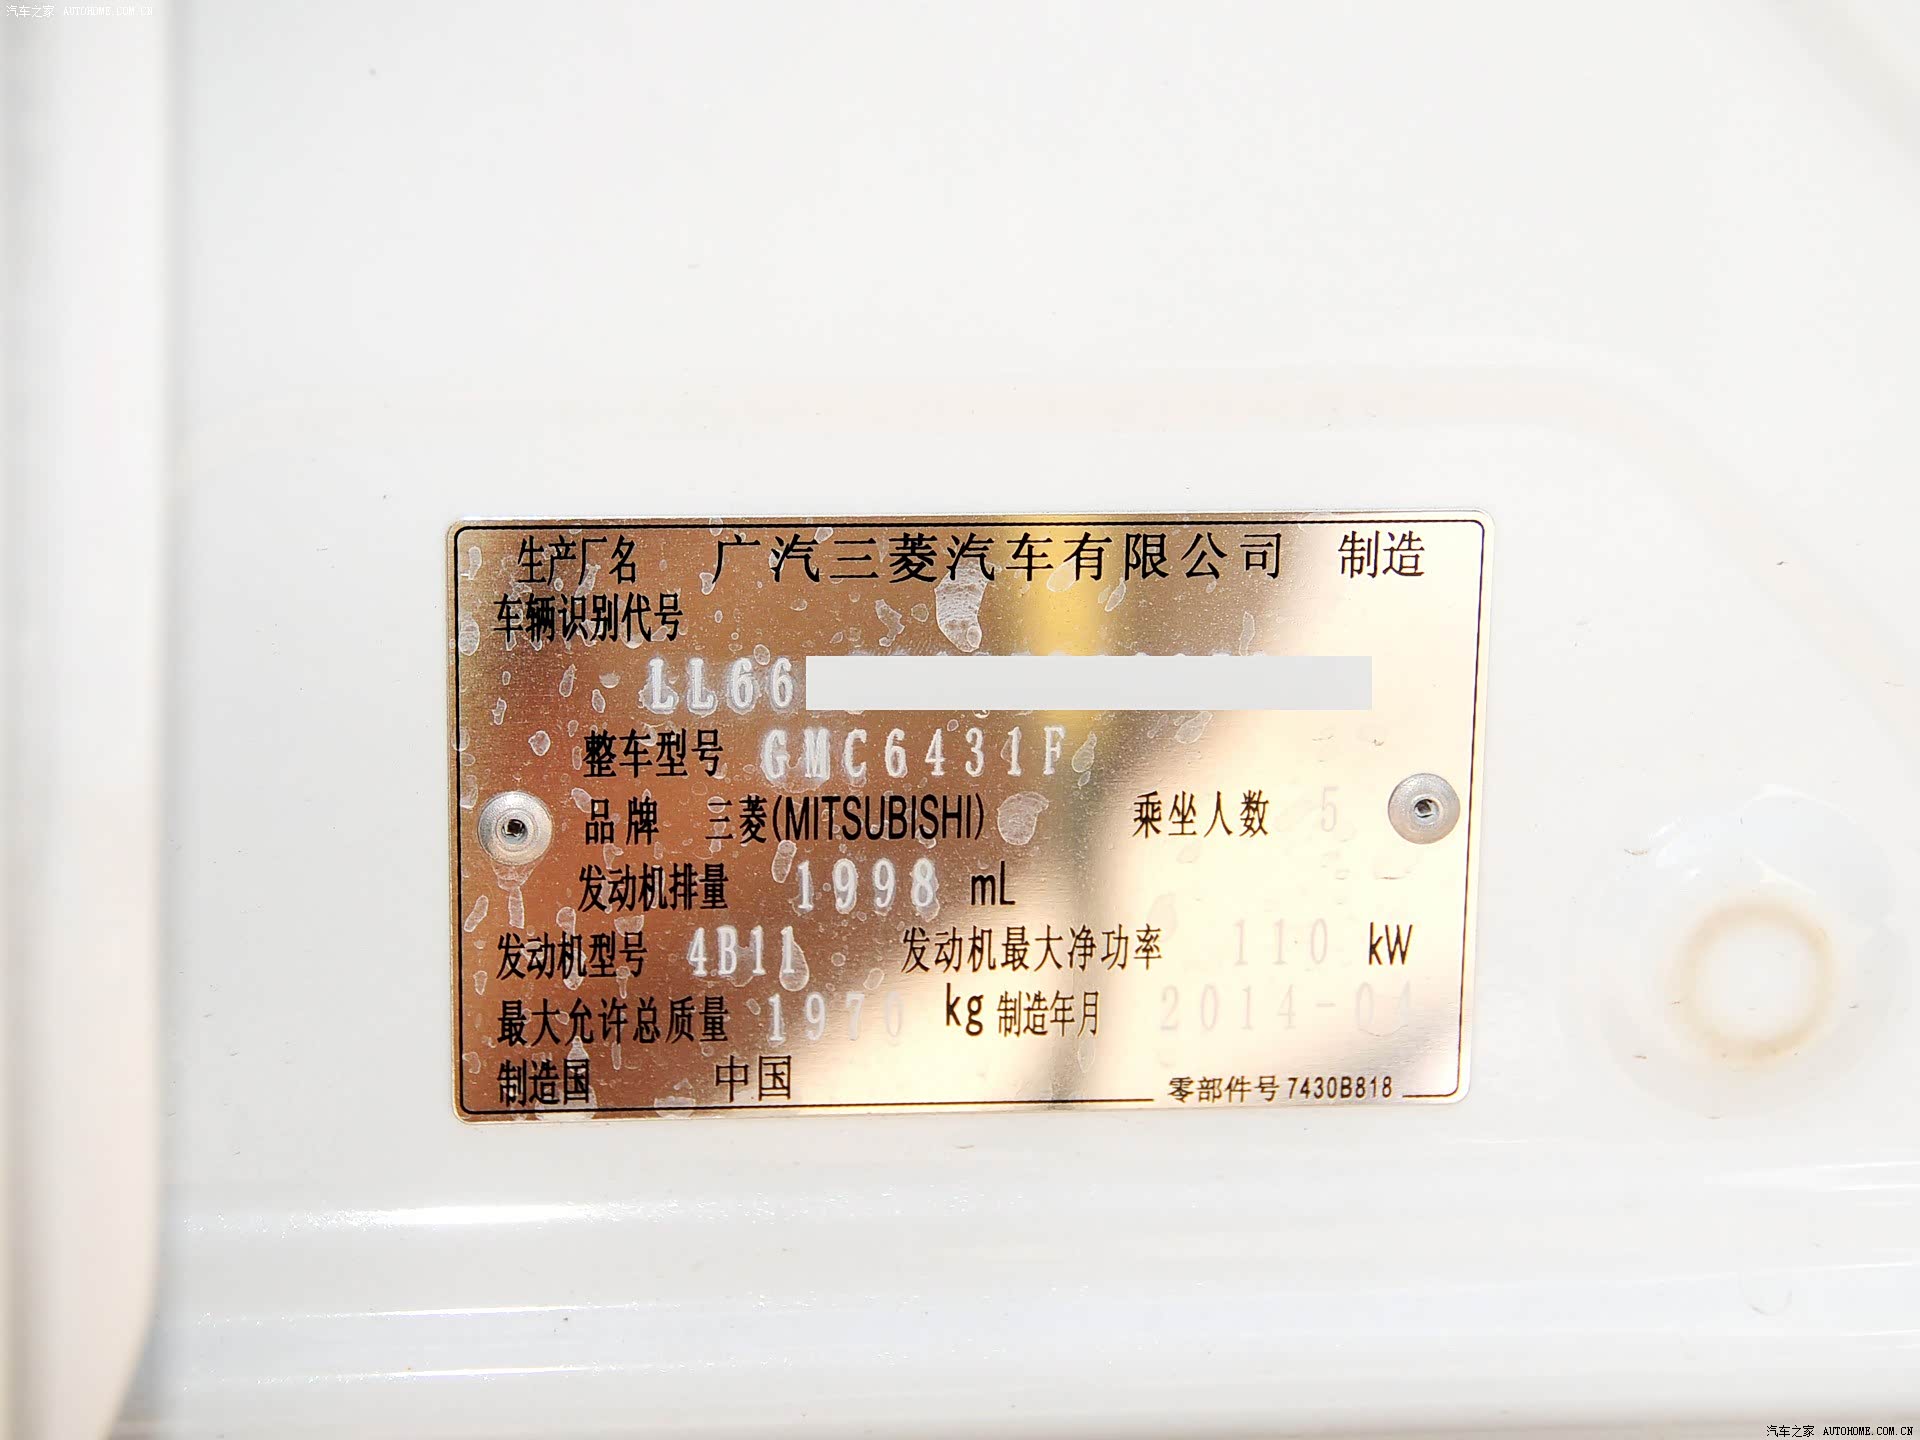 汽车之家 AUTOHOME.COM.CN
生产厂名 广汽三菱汽车有限公司 制造
车辆识别代号
LL66
整车型号 GMC6431F
品牌 三菱(MITSUBISHI) 乘坐人数 5
发动机排量 1998 mL
发动机型号 4B11 发动机最大净功率 110 kW
最大允许总质量 1970 kg 制造年月 2014-04
制造国 中国
零部件号 7430B818
汽车之家 AUTOHOME.COM.CN